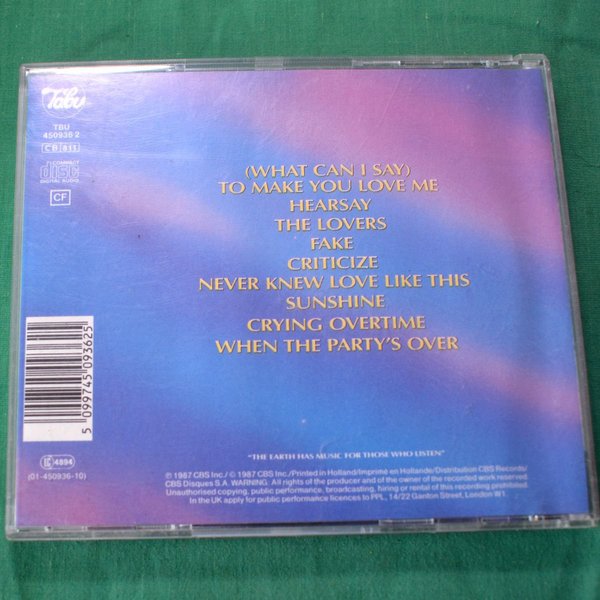 Tabu
TBU
450936 2
CB 811
COMPACT
disc
DIGITAL AUDIO
CF
(WHAT CAN I SAY)
TO MAKE YOU LOVE ME
HEARSAY
THE LOVERS
FAKE
CRITICIZE
NEVER KNEW LOVE LIKE THIS
SUNSHINE
CRYING OVERTIME
WHEN THE PARTY'S OVER
5 099745 093625
4894
(01-450936-10)
"THE EARTH HAS MUSIC FOR THOSE WHO LISTEN"
℗ 1987 CBS Inc./ © 1987 CBS Inc./Printed in Holland/Imprimé en Hollande/Distribution CBS Records/
CBS Disques S.A. WARNING. All rights of the producer and of the owner of the recorded work reserved.
Unauthorised copying, public performance, broadcasting, hiring or rental of this recording prohibited.
In the UK apply for public performance licences to PPL, 14/22 Ganton Street, London W1.